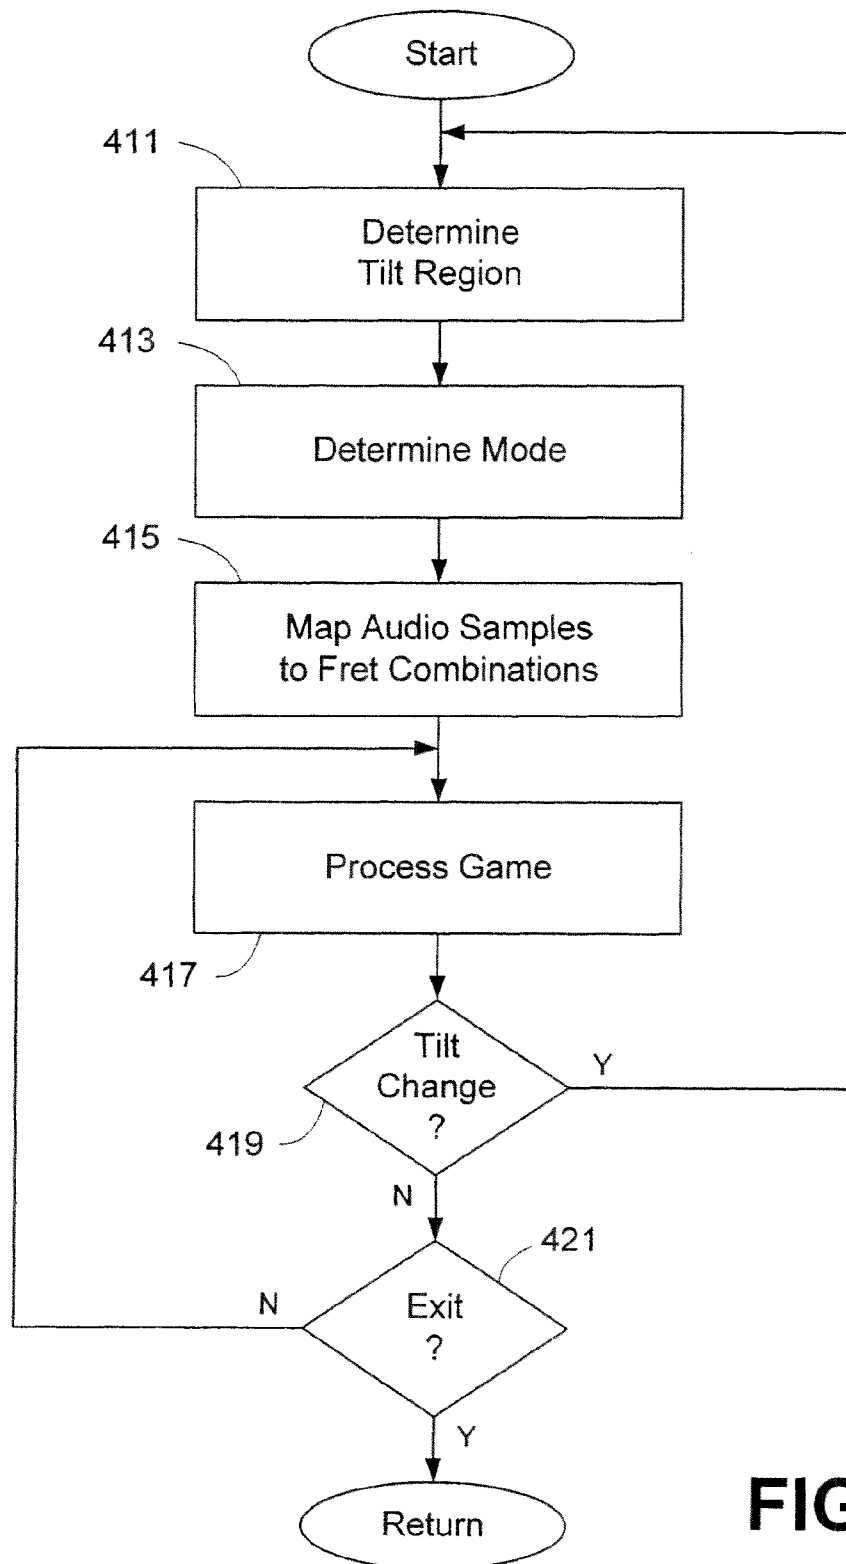 Start
411
Determine
Tilt Region
413
Determine Mode
415
Map Audio Samples
to Fret Combinations
Process Game
417
Tilt
Change
?
Y
419
N
421
Exit
?
N
Y
Return
FIG